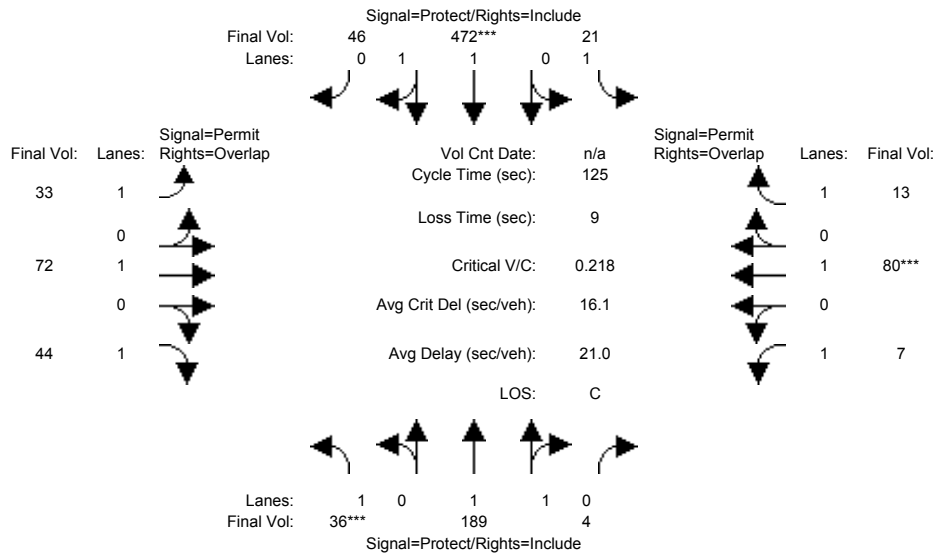 Signal=Protect/Rights=Include
Final Vol: 46 472*** 21
Lanes: 0 1 1 0 1
Signal=Permit
Final Vol: Lanes: Rights=Overlap
Vol Cnt Date: n/a
Signal=Permit
Rights=Overlap Lanes: Final Vol:
Cycle Time (sec): 125
33 1
1 13
Loss Time (sec): 9
0
0
72 1
Critical V/C: 0.218
1 80***
0
Avg Crit Del (sec/veh): 16.1
0
44 1
Avg Delay (sec/veh): 21.0
1 7
LOS: C
Lanes: 1 0 1 1 0
Final Vol: 36*** 189 4
Signal=Protect/Rights=Include